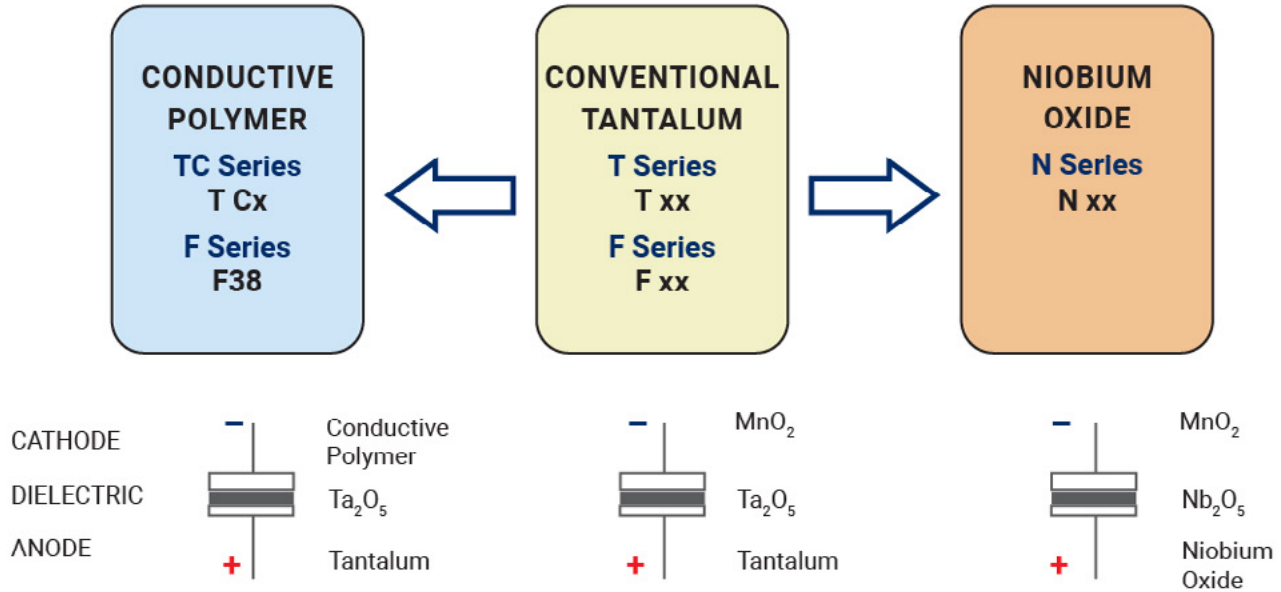 CONDUCTIVE
POLYMER
TC Series
T Cx
F Series
F38
CONVENTIONAL
TANTALUM
T Series
T xx
F Series
F xx
NIOBIUM
OXIDE
N Series
N xx
CATHODE
DIELECTRIC
ΛNODE
−
Conductive
Polymer
Ta₂O₅
+
Tantalum
−
MnO₂
Ta₂O₅
+
Tantalum
−
MnO₂
Nb₂O₅
+
Niobium
Oxide